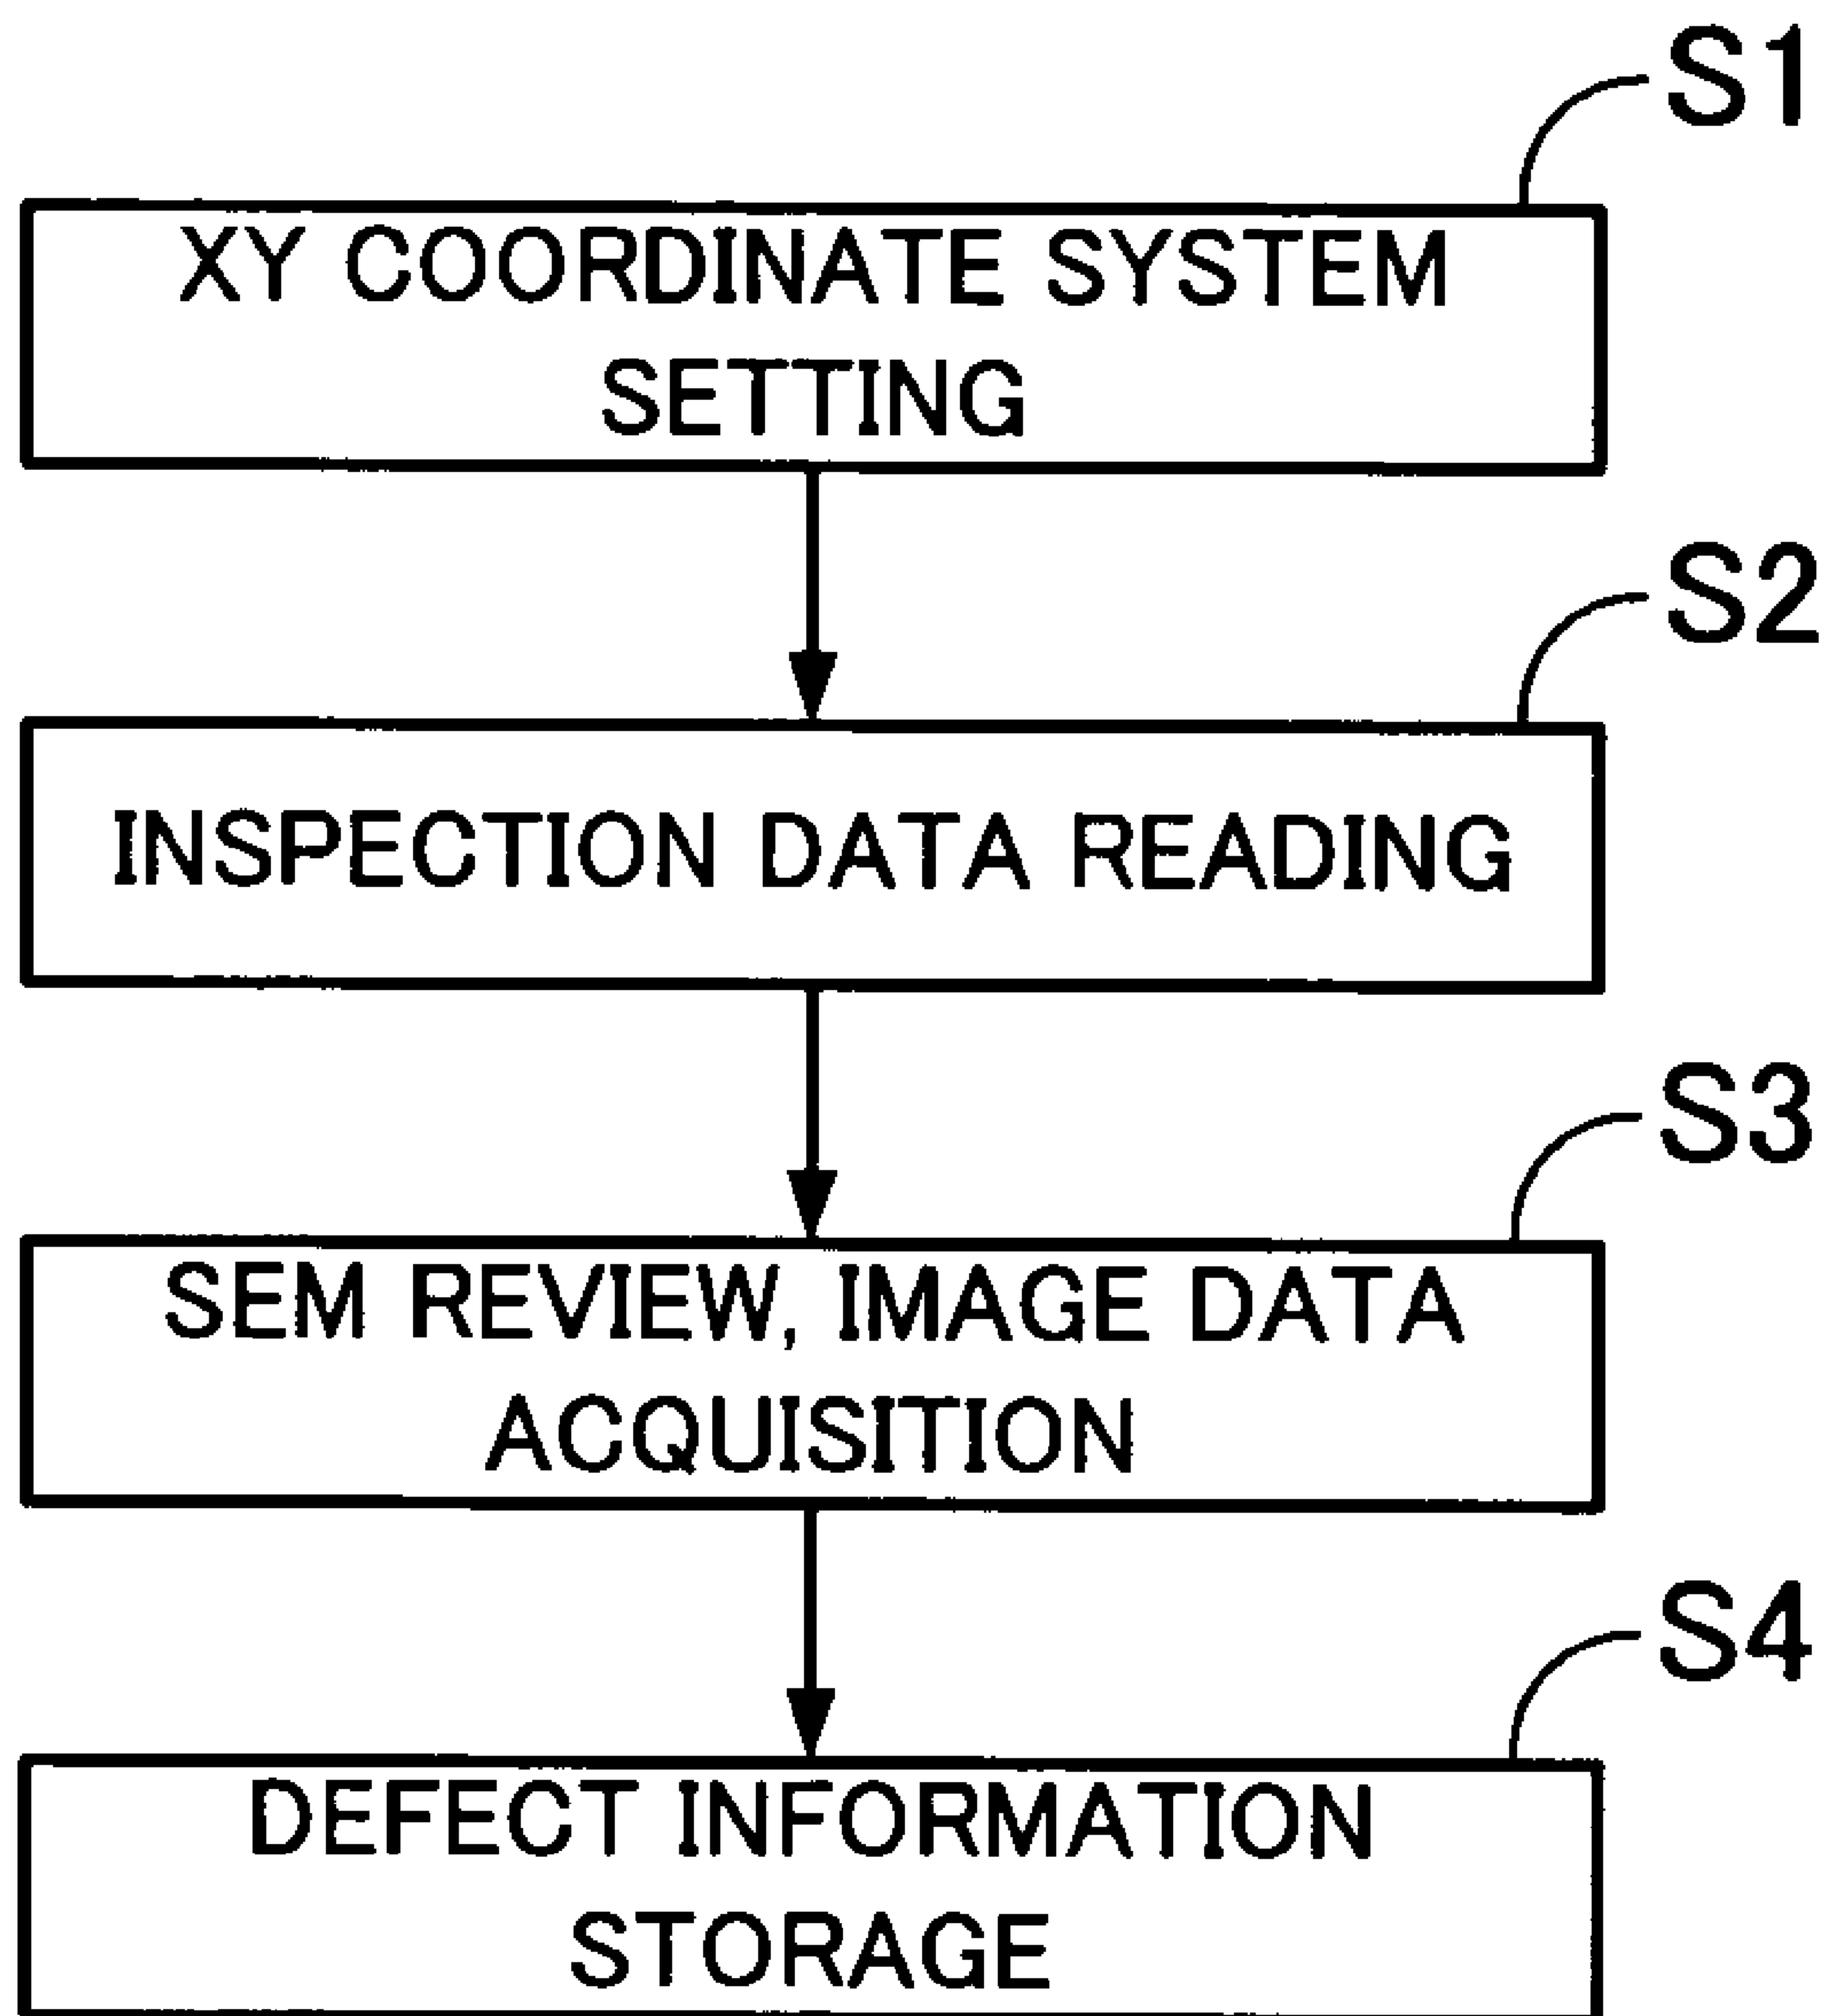 S1
XY COORDINATE SYSTEM
SETTING
S2
INSPECTION DATA READING
S3
SEM REVIEW, IMAGE DATA
ACQUISITION
S4
DEFECT INFORMATION
STORAGE